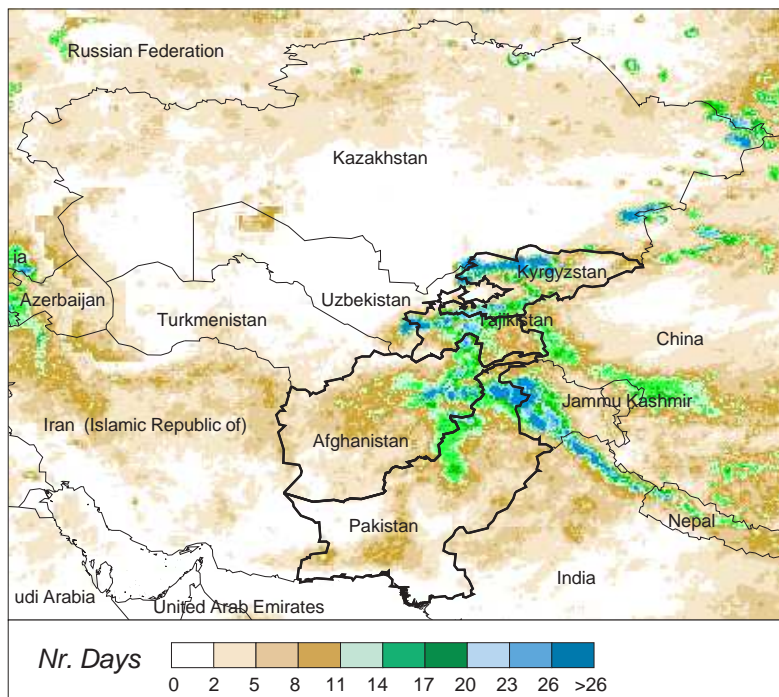 Russian Federation
Kazakhstan
ia
Kyrgyzstan
Azerbaijan
Uzbekistan
Turkmenistan
Tajikistan
China
Jammu Kashmir
Iran (Islamic Republic of)
Afghanistan
Pakistan
Nepal
India
udi Arabia
United Arab Emirates
Nr. Days
0 2 5 8 11 14 17 20 23 26 >26